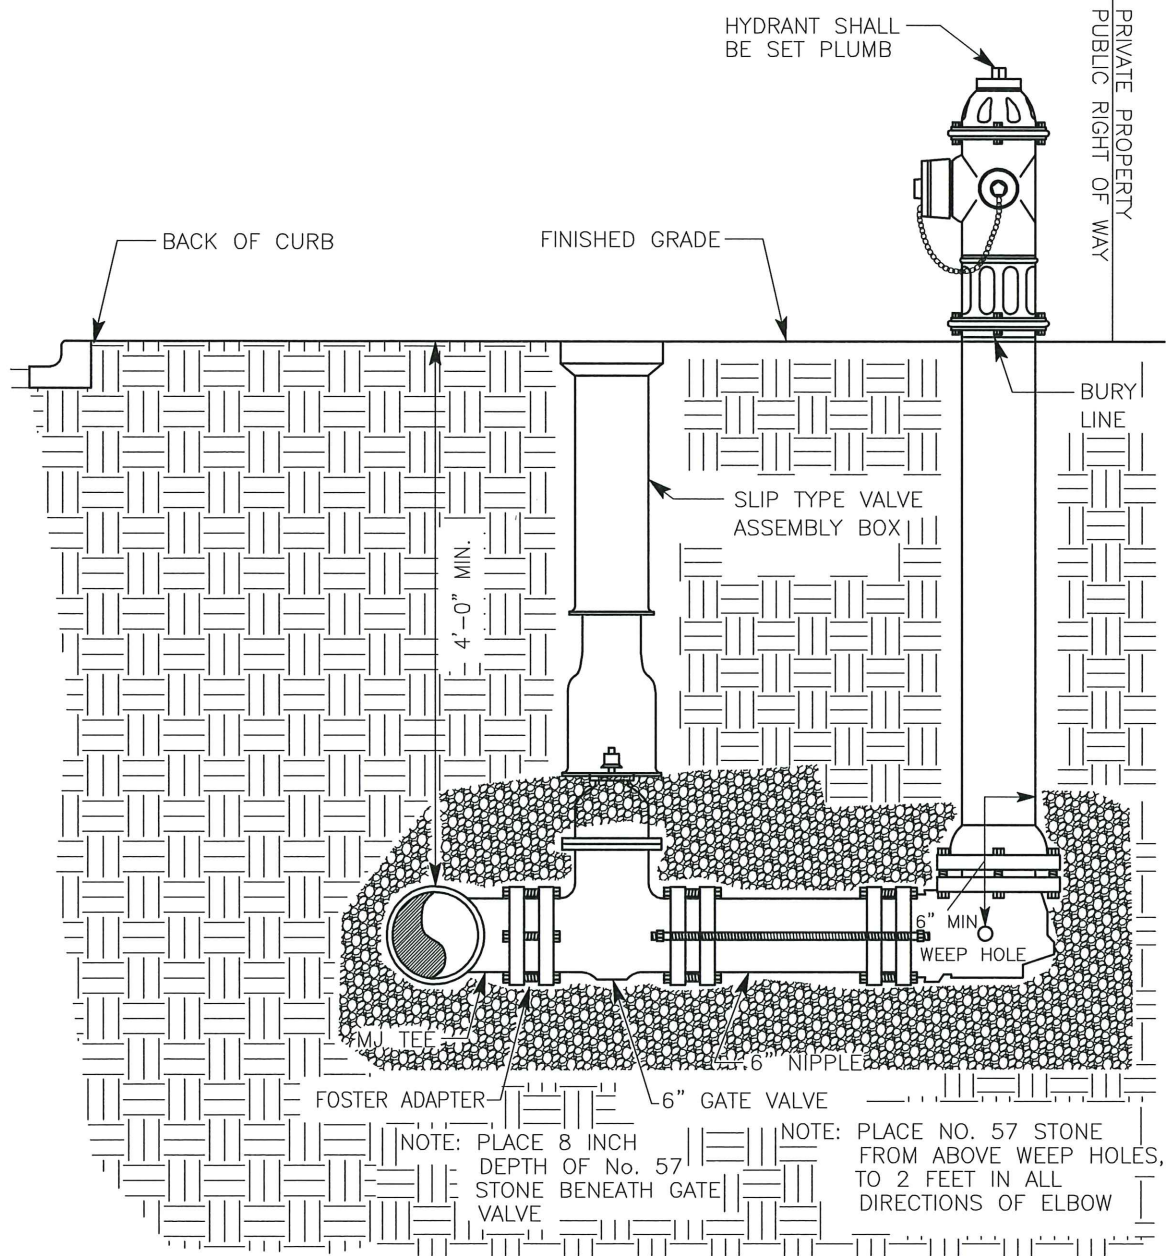 HYDRANT SHALL
BE SET PLUMB
PRIVATE PROPERTY
PUBLIC RIGHT OF WAY
BACK OF CURB
FINISHED GRADE
BURY
LINE
SLIP TYPE VALVE
ASSEMBLY BOX
4'-0" MIN.
6" MIN
WEEP HOLE
MJ TEE
6" NIPPLE
FOSTER ADAPTER
6" GATE VALVE
NOTE: PLACE 8 INCH
DEPTH OF No. 57
STONE BENEATH GATE
VALVE
NOTE: PLACE NO. 57 STONE
FROM ABOVE WEEP HOLES,
TO 2 FEET IN ALL
DIRECTIONS OF ELBOW